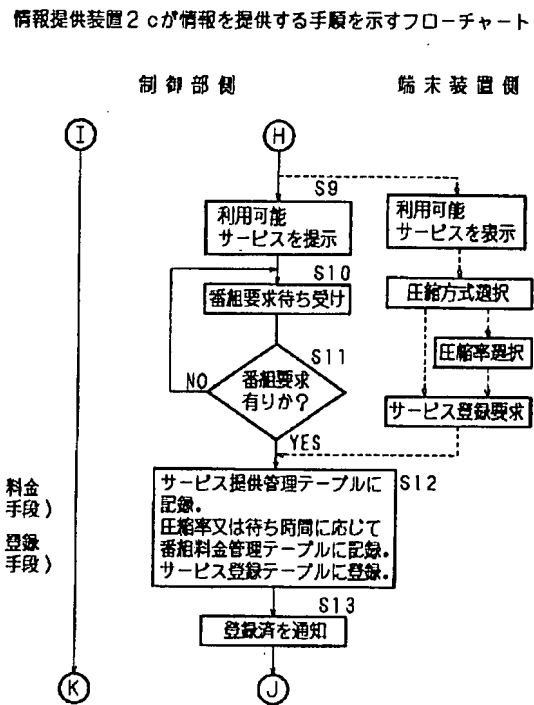 情報提供装置2cが情報を提供する手順を示すフローチャート
制御部側
端末装置側
I
H
S9
利用可能
サービスを提示
利用可能
サービスを表示
S10
番組要求待ち受け
圧縮方式選択
S11
圧縮率選択
NO
番組要求
有りか?
サービス登録要求
YES
料金
手段)
登録
手段)
サービス提供管理テーブルに
記録.
圧縮率又は待ち時間に応じて
番組料金管理テーブルに記録.
サービス登録テーブルに登録.
S12
S13
登録済を通知
K
J